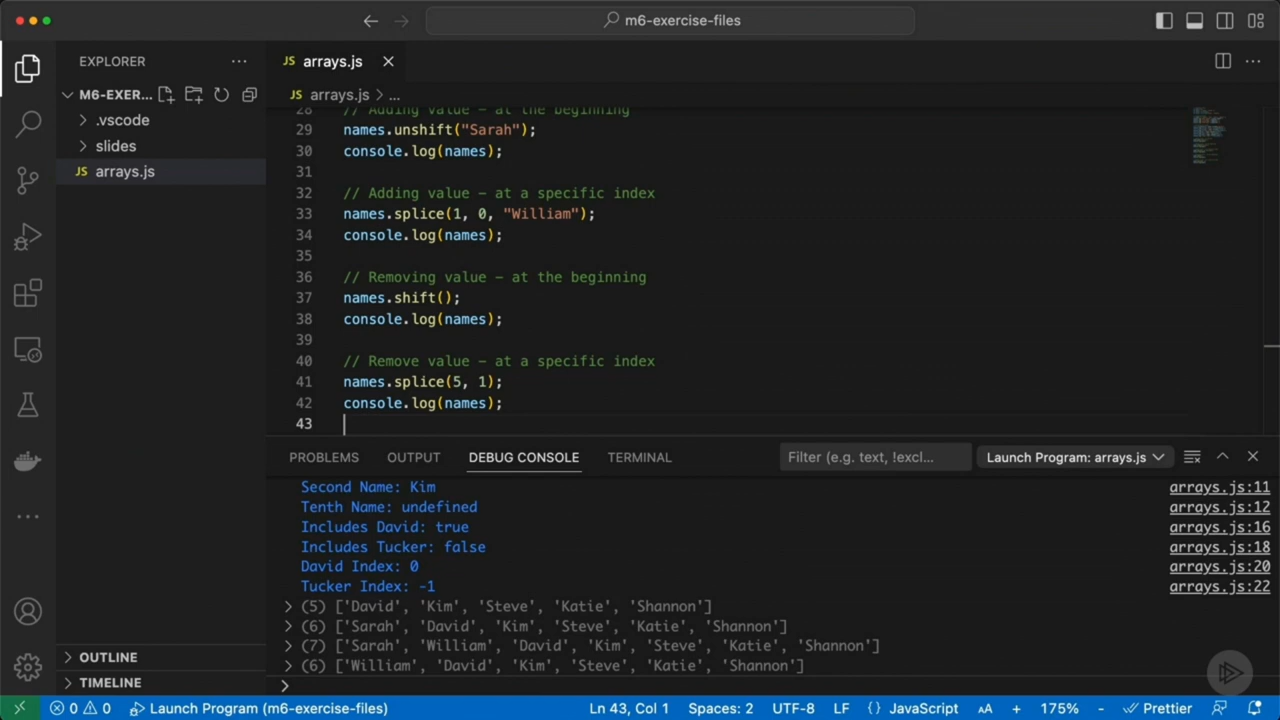 m6-exercise-files
EXPLORER
JS arrays.js
M6-EXER...
JS arrays.js > ...
.vscode
slides
JS arrays.js
28 // Adding value - at the beginning
29 names.unshift("Sarah");
30 console.log(names);
31
32 // Adding value - at a specific index
33 names.splice(1, 0, "William");
34 console.log(names);
35
36 // Removing value - at the beginning
37 names.shift();
38 console.log(names);
39
40 // Remove value - at a specific index
41 names.splice(5, 1);
42 console.log(names);
43
PROBLEMS OUTPUT DEBUG CONSOLE TERMINAL Filter (e.g. text, !excl... Launch Program: arrays.js
Second Name: Kim arrays.js:11
Tenth Name: undefined arrays.js:12
Includes David: true arrays.js:16
Includes Tucker: false arrays.js:18
David Index: 0 arrays.js:20
Tucker Index: -1 arrays.js:22
> (5) ['David', 'Kim', 'Steve', 'Katie', 'Shannon']
> (6) ['Sarah', 'David', 'Kim', 'Steve', 'Katie', 'Shannon']
> (7) ['Sarah', 'William', 'David', 'Kim', 'Steve', 'Katie', 'Shannon']
> (6) ['William', 'David', 'Kim', 'Steve', 'Katie', 'Shannon']
>
OUTLINE
TIMELINE
0 0 Launch Program (m6-exercise-files) Ln 43, Col 1 Spaces: 2 UTF-8 LF {} JavaScript AA + 175% - Prettier